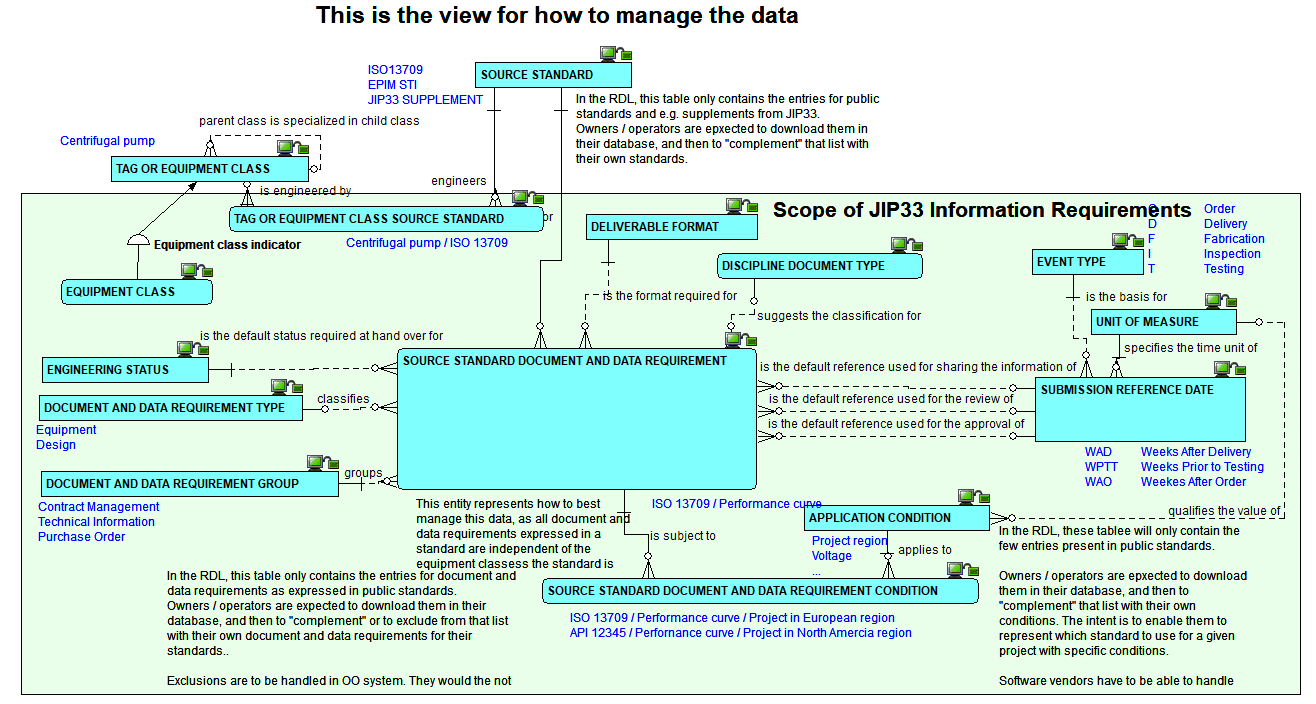 This is the view for how to manage the data
ISO13709
EPIM STI
JIP33 SUPPLEMENT
SOURCE STANDARD
In the RDL, this table only contains the entries for public
standards and e.g. supplements from JIP33.
Owners / operators are epxected to download them in
their database, and then to "complement" that list with
their own standards.
parent class is specialized in child class
Centrifugal pump
TAG OR EQUIPMENT CLASS
is engineered by
engineers
TAG OR EQUIPMENT CLASS SOURCE STANDARD
or
Centrifugal pump / ISO 13709
Equipment class indicator
EQUIPMENT CLASS
DELIVERABLE FORMAT
Scope of JIP33 Information Requirements
O Order
D Delivery
F Fabrication
I Inspection
T Testing
DISCIPLINE DOCUMENT TYPE
EVENT TYPE
is the format required for
is the basis for
suggests the classification for
UNIT OF MEASURE
is the default status required at hand over for
specifies the time unit of
ENGINEERING STATUS
SOURCE STANDARD DOCUMENT AND DATA REQUIREMENT
is the default reference used for sharing the information of
SUBMISSION REFERENCE DATE
classifies
is the default reference used for the review of
DOCUMENT AND DATA REQUIREMENT TYPE
is the default reference used for the approval of
Equipment
Design
WAD Weeks After Delivery
WPTT Weeks Prior to Testing
WAO Weekes After Order
groups
DOCUMENT AND DATA REQUIREMENT GROUP
Contract Management
Technical Information
Purchase Order
This entity represents how to best
manage this data, as all document and
data requirements expressed in a
standard are independent of the
equipment classess the standard is
ISO 13709 / Performance curve
is subject to
APPLICATION CONDITION
qualifies the value of
Project region
Voltage
...
applies to
In the RDL, these tablee will only contain the
few entries present in public standards.
Owners / operators are epxected to download
them in their database, and then to
"complement" that list with their own
conditions. The intent is to enable them to
represent which standard to use for a given
project with specific conditions.
Software vendors have to be able to handle
In the RDL, this table only contains the entries for document and
data requirements as expressed in public standards.
Owners / operators are expected to download them in their
database, and then to "complement" or to exclude from that list
with their own document and data requirements for their
standards..
Exclusions are to be handled in OO system. They would the not
SOURCE STANDARD DOCUMENT AND DATA REQUIREMENT CONDITION
ISO 13709 / Performance curve / Project in European region
API 12345 / Perfornance curve / Project in North Amercia region